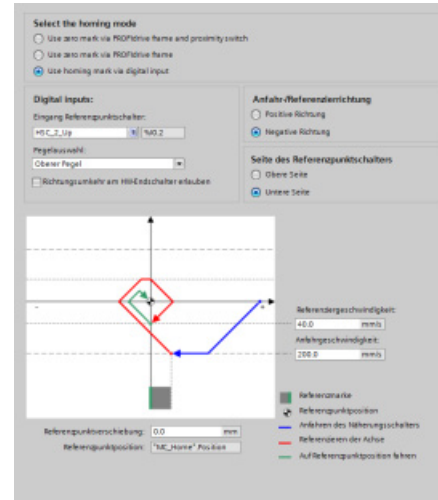 Select the homing mode
Use zero mark via PROFIdrive frame and proximity switch
Use zero mark via PROFIdrive frame
Use homing mark via digital input
Digital inputs:
Eingang Referenzpunktschalter:
HSC_2_Up
%I0.2
Pegelauswahl:
Oberer Pegel
Richtungsumkehr am HW-Endschalter erlauben
Anfahr-/Referenzierrichtung
Positive Richtung
Negative Richtung
Seite des Referenzpunktschalters
Obere Seite
Untere Seite
-
+
Referenziergeschwindigkeit:
40.0 mm/s
Anfahrgeschwindigkeit:
200.0 mm/s
Referenzmarke
Referenzpunktposition
Anfahren des Näherungsschalters
Referenzieren der Achse
Auf Referenzpunktposition fahren
Referenzpunktverschiebung: 0.0 mm
Referenzpunktposition: "MC_Home".Position